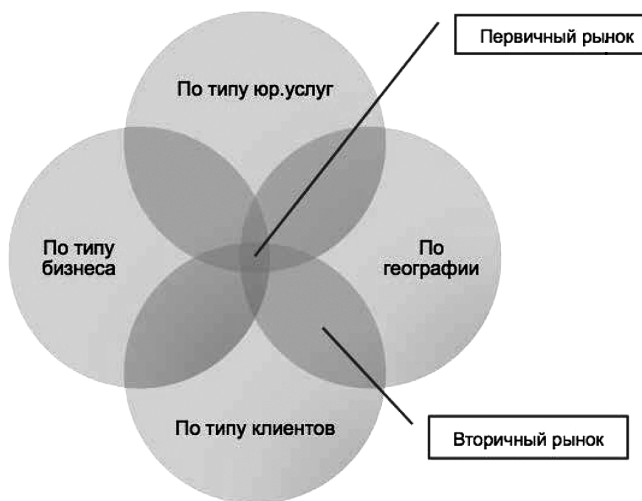 Первичный рынок
По типу юр.услуг
По типу
бизнеса
По
географии
По типу клиентов
Вторичный рынок